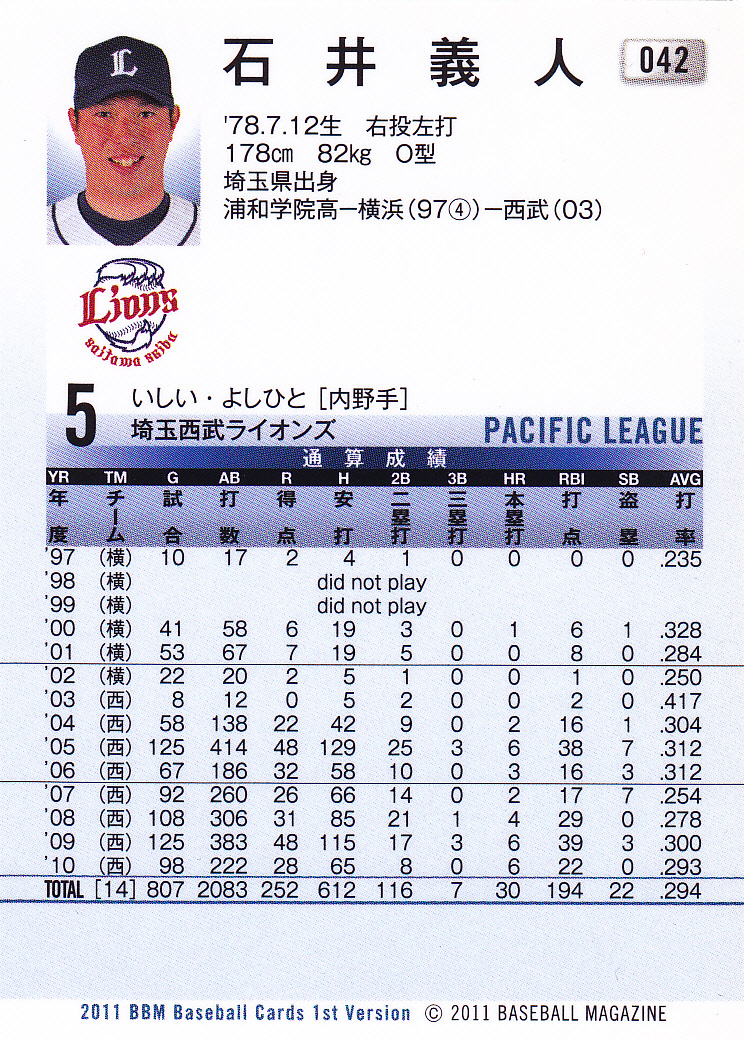 L
石井義人 042
'78.7.12生 右投左打
178cm 82kg O型
埼玉県出身
浦和学院高ー横浜(97④)ー西武(03)
Lions
saitama seibu
5 いしい・よしひと [内野手]
埼玉西武ライオンズ PACIFIC LEAGUE
通算成績
YR TM G AB R H 2B 3B HR RBI SB AVG
年度 チーム 試合 打数 得点 安打 二塁打 三塁打 本塁打 打点 盗塁 打率
'97 (横) 10 17 2 4 1 0 0 0 0 .235
'98 (横) did not play
'99 (横) did not play
'00 (横) 41 58 6 19 3 0 1 6 1 .328
'01 (横) 53 67 7 19 5 0 0 8 0 .284
'02 (横) 22 20 2 5 1 0 0 1 0 .250
'03 (西) 8 12 0 5 2 0 0 2 0 .417
'04 (西) 58 138 22 42 9 0 2 16 1 .304
'05 (西) 125 414 48 129 25 3 6 38 7 .312
'06 (西) 67 186 32 58 10 0 3 16 3 .312
'07 (西) 92 260 26 66 14 0 2 17 7 .254
'08 (西) 108 306 31 85 21 1 4 29 0 .278
'09 (西) 125 383 48 115 17 3 6 39 3 .300
'10 (西) 98 222 28 65 8 0 6 22 0 .293
TOTAL [14] 807 2083 252 612 116 7 30 194 22 .294
2011 BBM Baseball Cards 1st Version © 2011 BASEBALL MAGAZINE